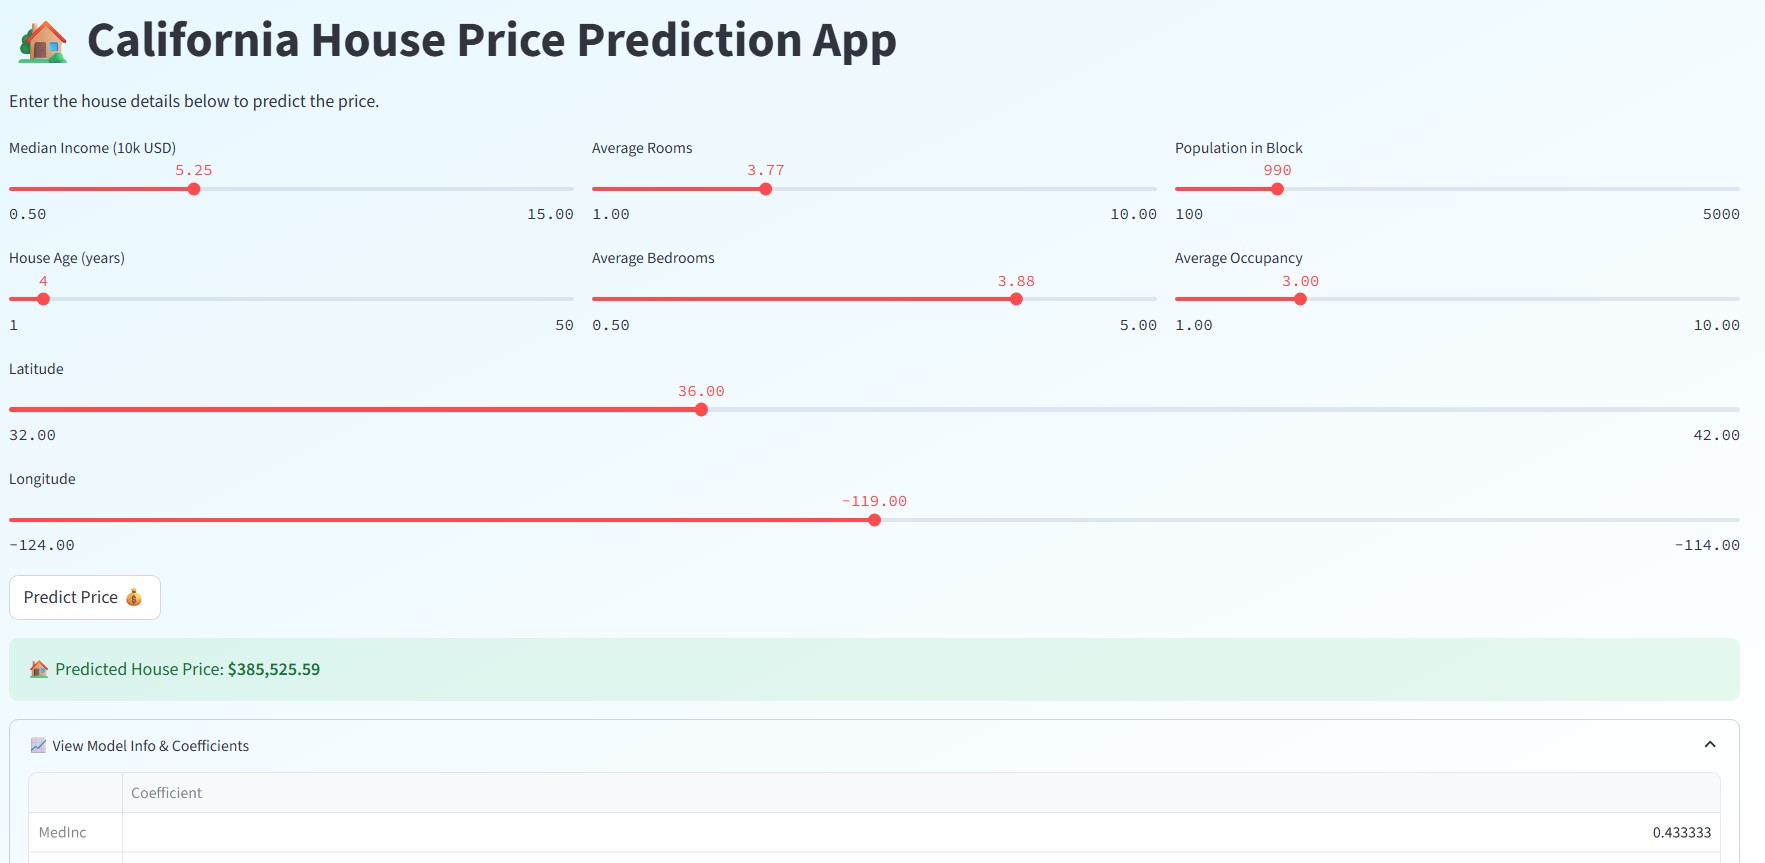 California House Price Prediction App
Enter the house details below to predict the price.
Median Income (10k USD)
5.25
0.50 15.00
Average Rooms
3.77
1.00 10.00
Population in Block
990
100 5000
House Age (years)
4
1 50
Average Bedrooms
3.88
0.50 5.00
Average Occupancy
3.00
1.00 10.00
Latitude
36.00
32.00 42.00
Longitude
-119.00
-124.00 -114.00
Predict Price
Predicted House Price: $385,525.59
View Model Info & Coefficients
Coefficient
MedInc 0.433333